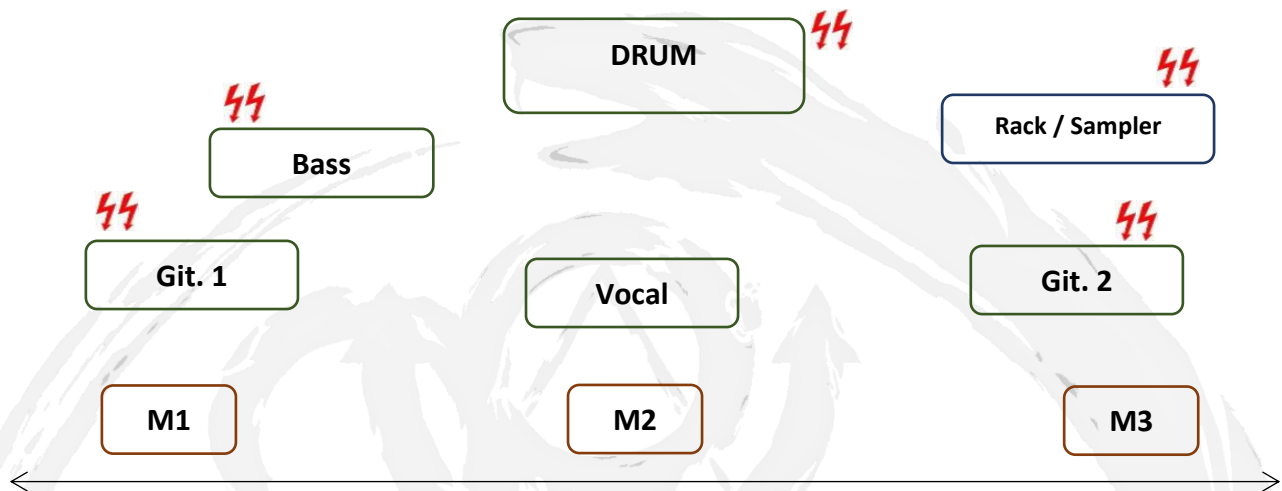 DRUM
Rack / Sampler
Bass
Git. 1
Vocal
Git. 2
M1
M2
M3